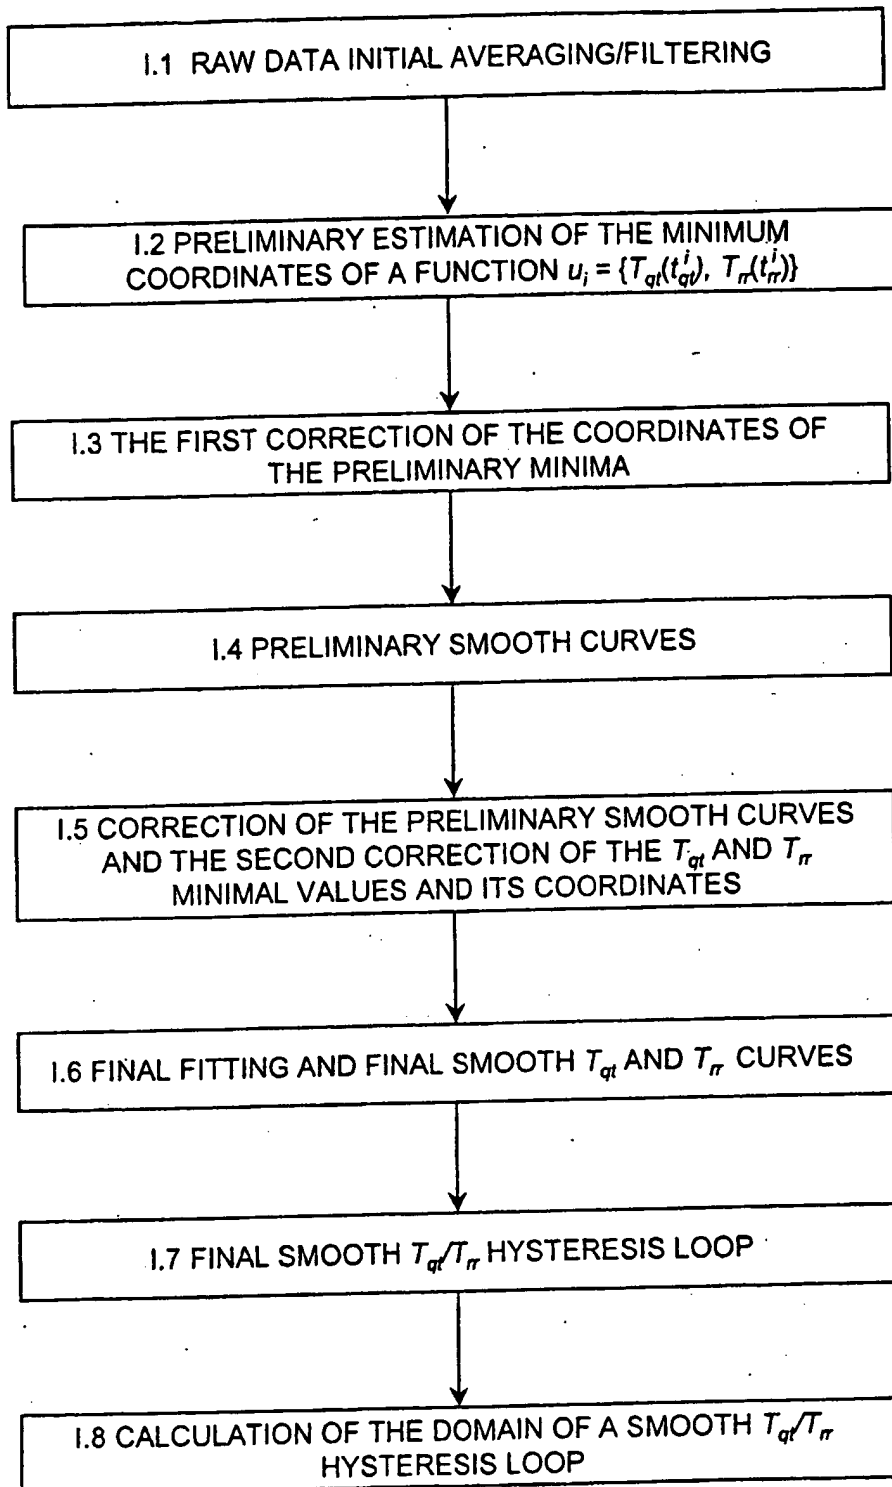 I.1 RAW DATA INITIAL AVERAGING/FILTERING
I.2 PRELIMINARY ESTIMATION OF THE MINIMUM
COORDINATES OF A FUNCTION u_i = {T_qt(t^i_qt), T_rr(t^i_rr)}
I.3 THE FIRST CORRECTION OF THE COORDINATES OF
THE PRELIMINARY MINIMA
I.4 PRELIMINARY SMOOTH CURVES
I.5 CORRECTION OF THE PRELIMINARY SMOOTH CURVES
AND THE SECOND CORRECTION OF THE T_qt AND T_rr
MINIMAL VALUES AND ITS COORDINATES
I.6 FINAL FITTING AND FINAL SMOOTH T_qt AND T_rr CURVES
I.7 FINAL SMOOTH T_qt/T_rr HYSTERESIS LOOP
I.8 CALCULATION OF THE DOMAIN OF A SMOOTH T_qt/T_rr
HYSTERESIS LOOP